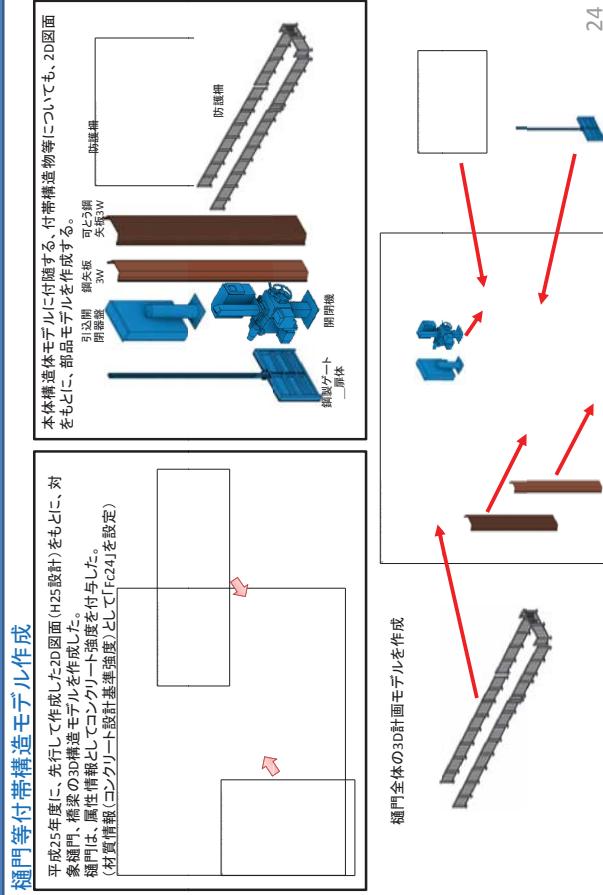 樋門等付帯構造モデル作成
平成25年度に、先行して作成した2D図面(H25設計)をもとに、対
象樋門、橋梁の3D構造モデルを作成した。
樋門は、属性情報としてコンクリート強度を付与した。
(材質情報(コンクリート設計基準強度)として「Fc24」を設定)
本体構造体モデルに付随する、付帯構造物等についても、2D図面
をもとに、部品モデルを作成する。
鋼製ゲート
扉体
引込開
閉器盤
開閉機
鋼矢板
3W
可とう鋼
矢板3W
防護柵
防護柵
樋門全体の3D計画モデルを作成
24